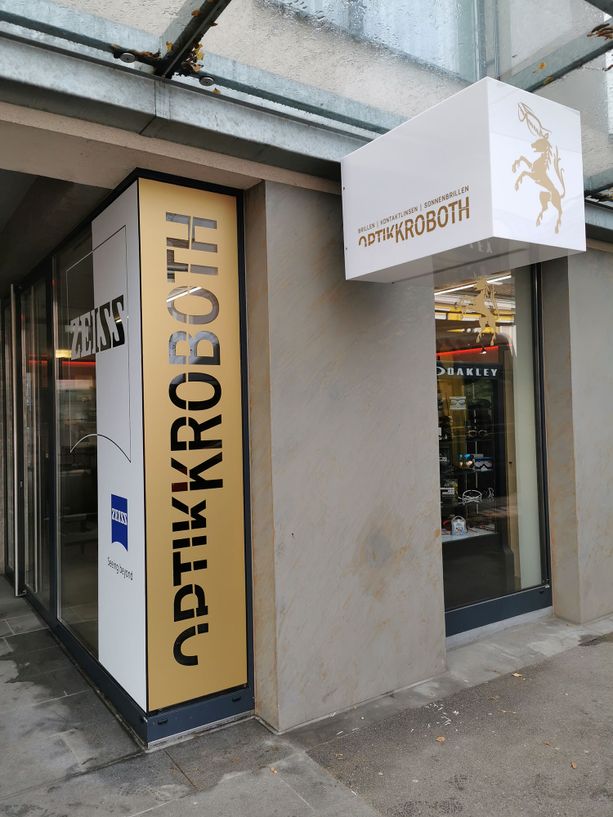 BRILLEN | KONTAKTLINSEN | SONNENBRILLEN
OPTIKKROBOTH
ZEISS
OPTIKKROBOTH
ZEISS
Seeing beyond
OAKLEY